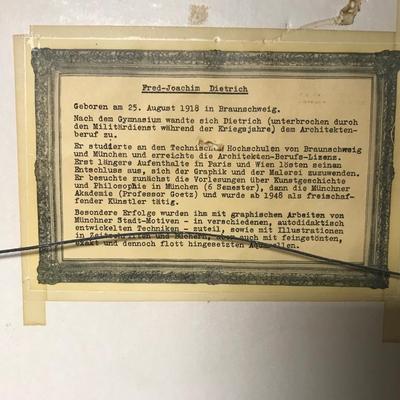 Fred-Joachim Dietrich
Geboren am 25. August 1918 in Braunschweig.
Nach dem Gymnasium wandte sich Dietrich (unterbrochen durch
den Militärdienst während der Kriegsjahre) dem Architekten-
beruf zu.
Er studierte an den Technischen Hochschulen von Braunschweig
und München und erreichte die Architekten-Berufs-Lizens.
Erst längere Aufenthalte in Paris und Wien lösten seinen
Entschluss aus, sich der Graphik und der Malerei zuzuwenden.
Er besuchte zunächst die Vorlesungen über Kunstgeschichte
und Philosophie in München (6 Semester), dann die Münchner
Akademie (Professor Goetz) und wurde ab 1948 als freischaf-
fender Künstler tätig.
Besondere Erfolge wurden ihm mit graphischen Arbeiten von
Münchner Stadt-Motiven - in verschiedenen, autodidaktisch
entwickelten Techniken - zuteil, sowie mit Illustrationen
in Zeitschriften und Büchern, aber auch mit feingestönten,
exakt und dennoch flott hingesetzten Aquarellen.